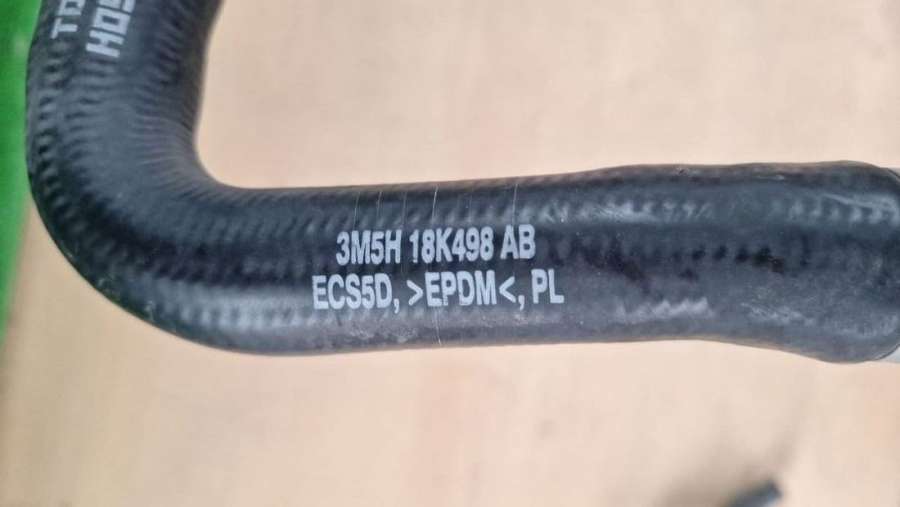 3M5H 18K498 AB
ECS5D, >EPDM<, PL